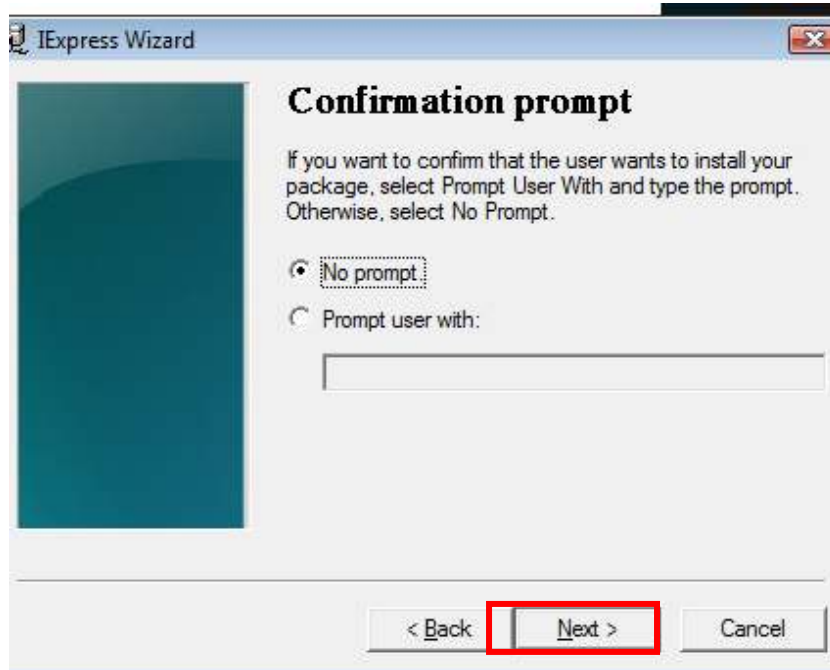 IExpress Wizard
Confirmation prompt
If you want to confirm that the user wants to install your
package, select Prompt User With and type the prompt.
Otherwise, select No Prompt.
No prompt.
Prompt user with:
< Back Next > Cancel